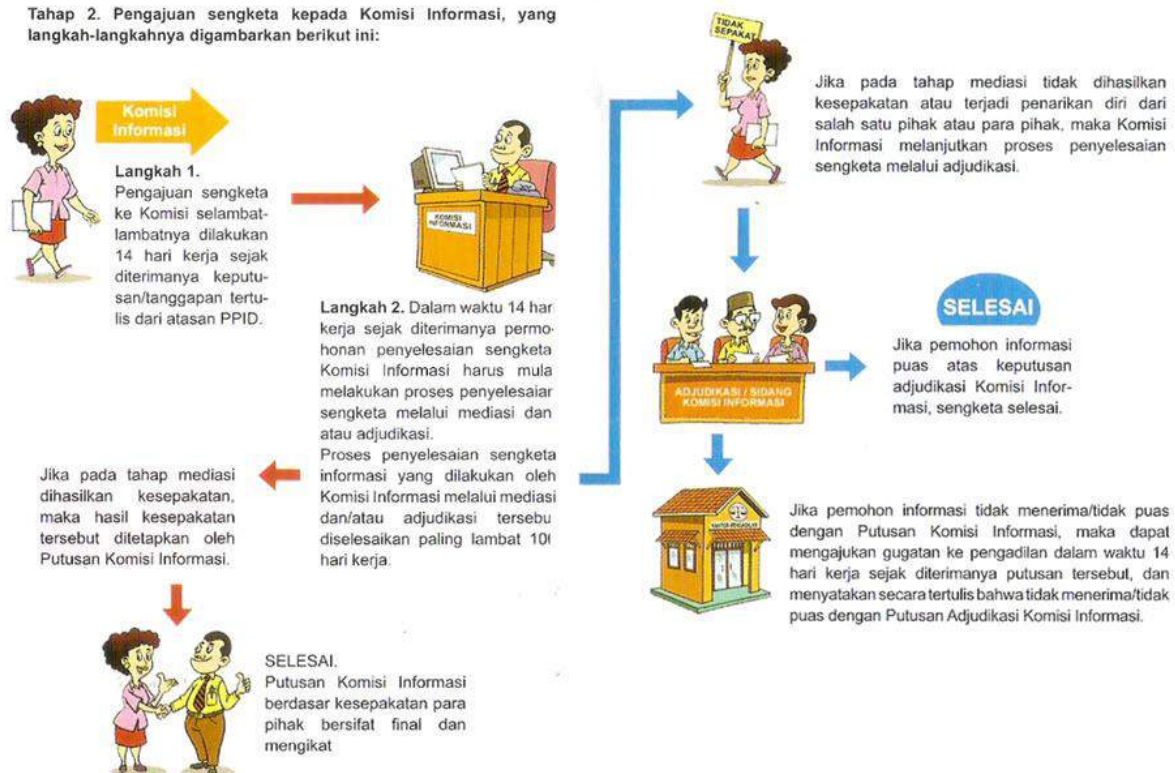 Tahap 2. Pengajuan sengketa kepada Komisi Informasi, yang
langkah-langkahnya digambarkan berikut ini:
Komisi
Informasi
Langkah 1.
Pengajuan sengketa
ke Komisi selambat-
lambatnya dilakukan
14 hari kerja sejak
diterimanya keputu-
san/tanggapan tertu-
lis dari atasan PPID.
KOMISI
INFORMASI
Langkah 2. Dalam waktu 14 har
kerja sejak diterimanya permo-
honan penyelesaian sengketa
Komisi Informasi harus mula
melakukan proses penyelesaiar
sengketa melalui mediasi dan
atau adjudikasi.
Proses penyelesaian sengketa
informasi yang dilakukan oleh
Komisi Informasi melalui mediasi
dan/atau adjudikasi tersebu
diselesaikan paling lambat 10
hari kerja.
Jika pada tahap mediasi
dihasilkan kesepakatan,
maka hasil kesepakatan
tersebut ditetapkan oleh
Putusan Komisi Informasi.
SELESAI.
Putusan Komisi Informasi
berdasar kesepakatan para
pihak bersifat final dan
mengikat
TIDAK
SEPAKAT
Jika pada tahap mediasi tidak dihasilkan
kesepakatan atau terjadi penarikan diri dari
salah satu pihak atau para pihak, maka Komisi
Informasi melanjutkan proses penyelesaian
sengketa melalui adjudikasi.
ADJUDIKASI / SIDANG
KOMISI INFORMASI
SELESAI
Jika pemohon informasi
puas atas keputusan
adjudikasi Komisi Infor-
masi, sengketa selesai.
KANTOR PENGADILAN
Jika pemohon informasi tidak menerima/tidak puas
dengan Putusan Komisi Informasi, maka dapat
mengajukan gugatan ke pengadilan dalam waktu 14
hari kerja sejak diterimanya putusan tersebut, dan
menyatakan secara tertulis bahwa tidak menerima/tidak
puas dengan Putusan Adjudikasi Komisi Informasi.